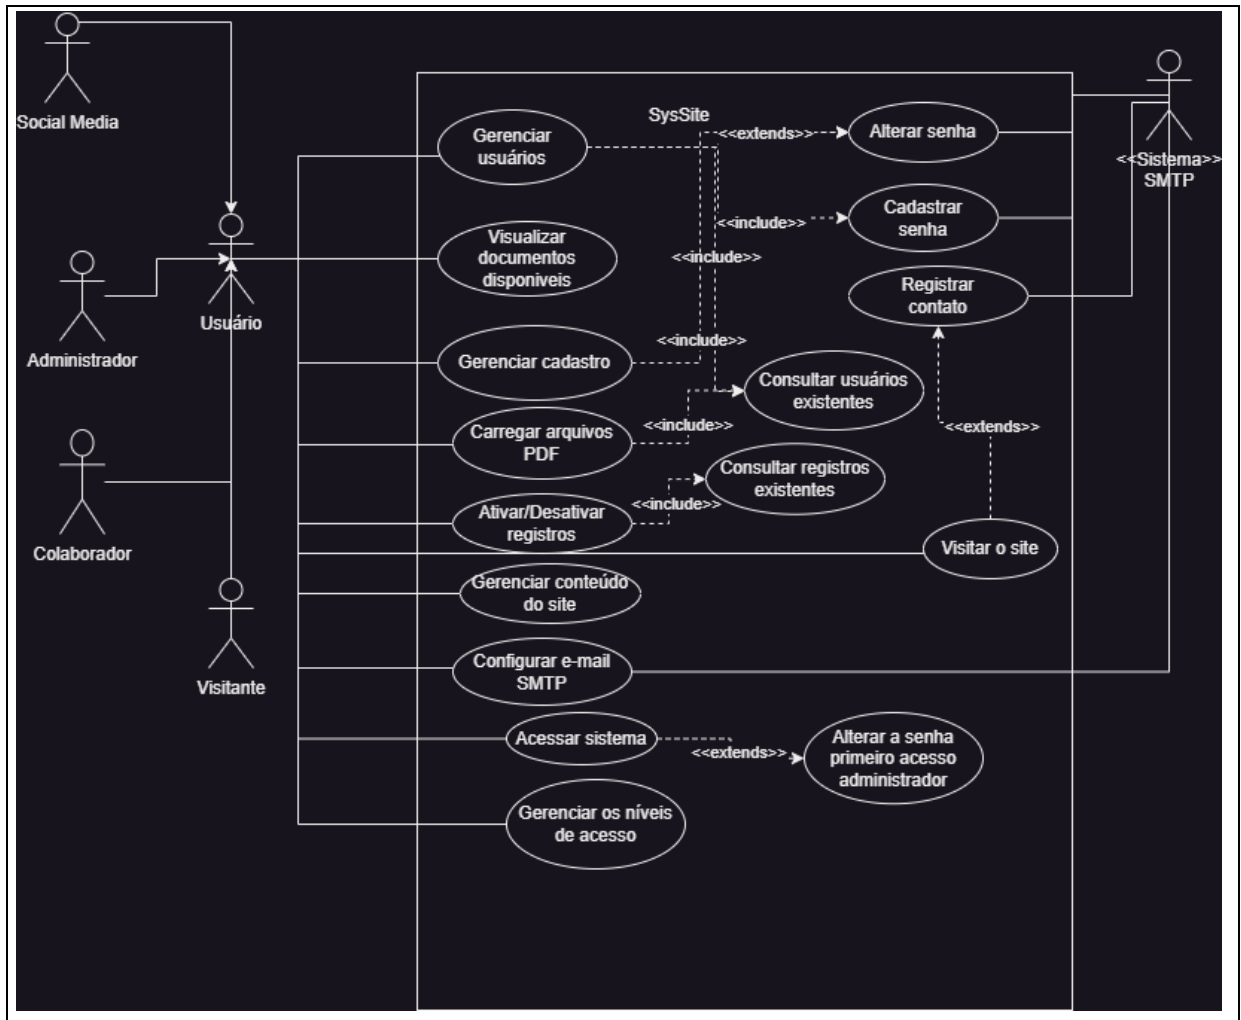 Social Media
SysSite
Gerenciar
usuários
<<extends>>
Alterar senha
<<Sistema>>
SMTP
Cadastrar
senha
<<include>>
Visualizar
documentos
disponiveis
<<include>>
Registrar
contato
Usuário
Administrador
Gerenciar cadastro
<<include>>
Consultar usuários
existentes
Carregar arquivos
PDF
<<include>>
<<extends>>
Consultar registros
existentes
<<include>>
Ativar/Desativar
registros
Colaborador
Visitar o site
Gerenciar conteúdo
do site
Visitante
Configurar e-mail
SMTP
Acessar sistema
<<extends>>
Alterar a senha
primeiro acesso
administrador
Gerenciar os níveis
de acesso